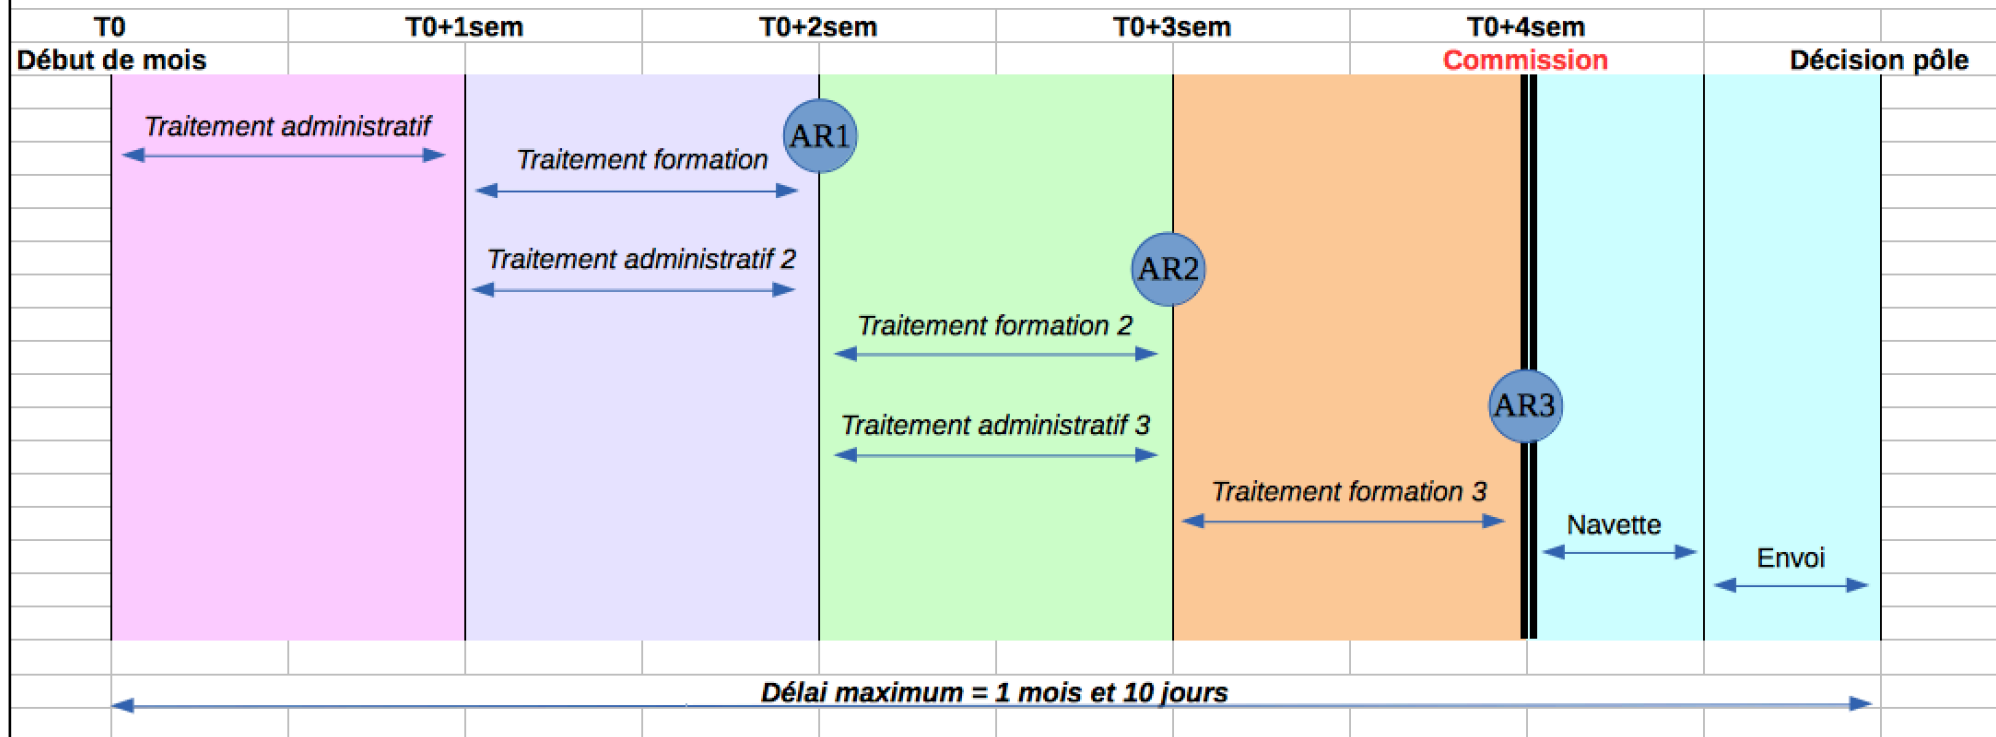 T0 T0+1sem T0+2sem T0+3sem T0+4sem
Début de mois Commission Décision pôle
Traitement administratif
AR1
Traitement formation
Traitement administratif 2
AR2
Traitement formation 2
AR3
Traitement administratif 3
Traitement formation 3
Navette
Envoi
Délai maximum = 1 mois et 10 jours